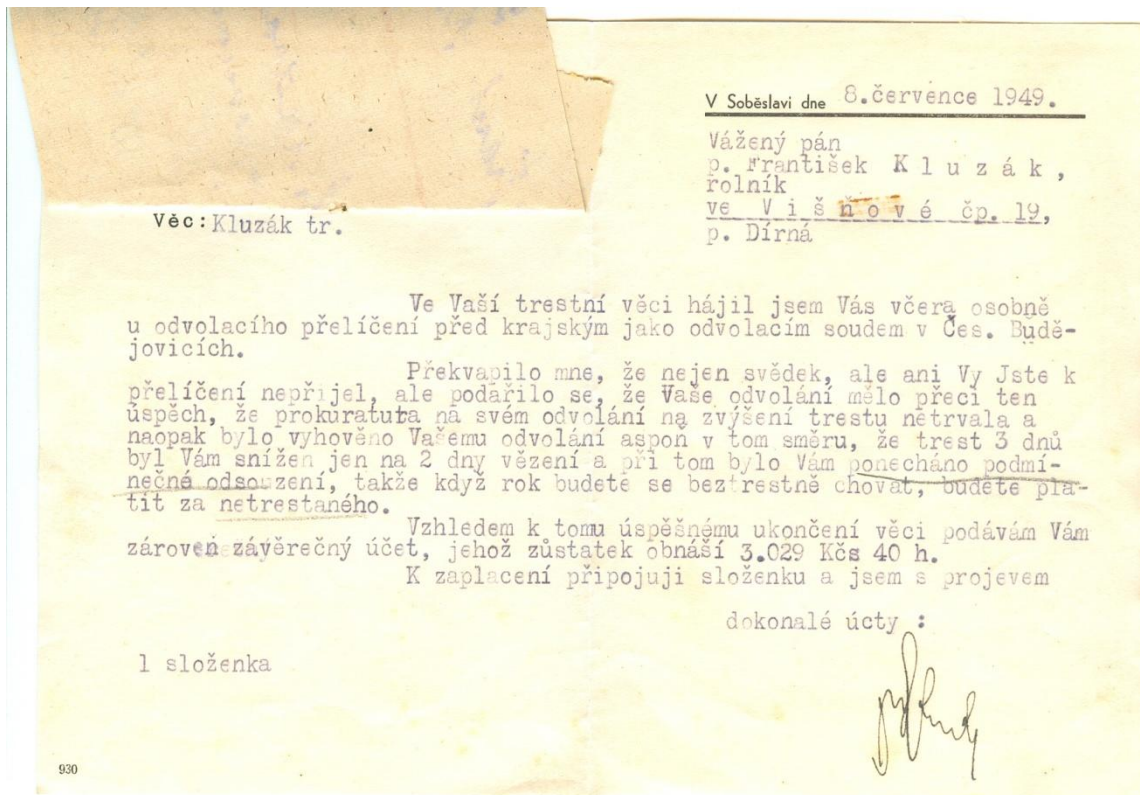 V Soběslavi dne 8.července 1949.
Vážený pán
p. František K l u z á k ,
rolník
ve V i š ň o v é čp. 19,
p. Dírná
Věc: Kluzák tr.
Ve Vaší trestní věci hájil jsem Vás včera osobně
u odvolacího přelíčení před krajským jako odvolacím soudem v Čes. Budě-
jovicích.
Překvapilo mne, že nejen svědek, ale ani Vy Jste k
přelíčení nepřijel, ale podařilo se, že Vaše odvolání mělo přeci ten
úspěch, že prokuratuta na svém odvolání na zvýšení trestu netrvala a
naopak bylo vyhověno Vašemu odvolání aspon v tom směru, že trest 3 dnů
byl Vám snížen jen na 2 dny vězení a při tom bylo Vám ponecháno podmí-
nečné odsouzení, takže když rok budete se beztrestně chovat, budete pla-
tit za netrestaného.
Vzhledem k tomu úspěšnému ukončení věci podávám Vám
zároveň závěrečný účet, jehož zůstatek obnáší 3.029 Kčs 40 h.
K zaplacení připojuji složenku a jsem s projevem
dokonalé úcty :
1 složenka
930